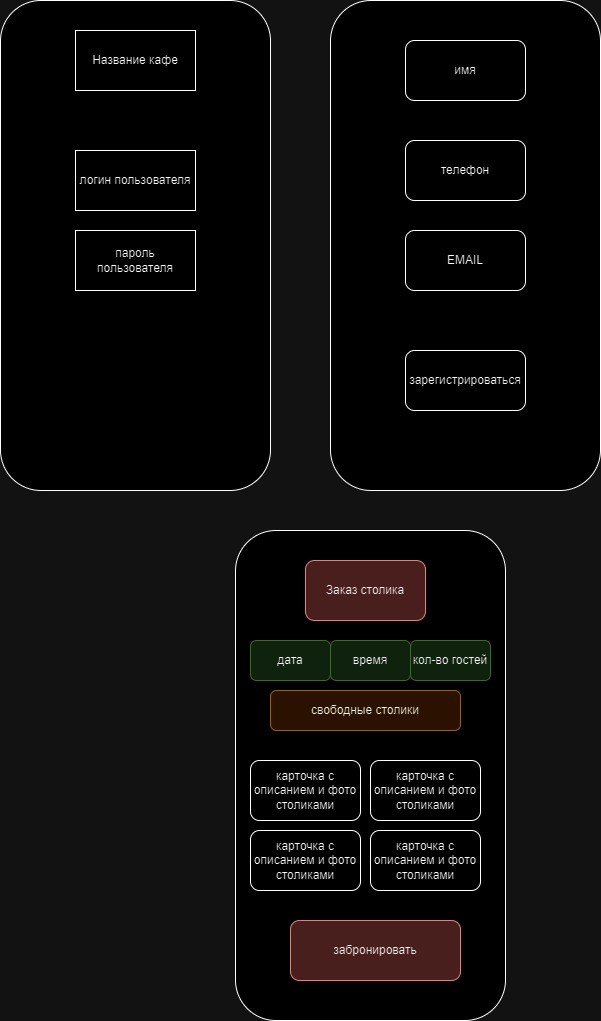 Название кафе
логин пользователя
пароль
пользователя
имя
телефон
EMAIL
зарегистрироваться
Заказ столика
дата
время
кол-во гостей
свободные столики
карточка с
описанием и фото
столиками
карточка с
описанием и фото
столиками
карточка с
описанием и фото
столиками
карточка с
описанием и фото
столиками
забронировать